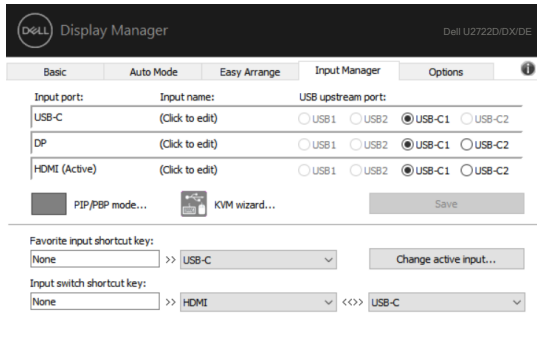 DELL Display Manager Dell U2722D/DX/DE
Basic Auto Mode Easy Arrange Input Manager Options i
Input port: Input name: USB upstream port:
USB-C (Click to edit) USB1 USB2 USB-C1 USB-C2
DP (Click to edit) USB1 USB2 USB-C1 USB-C2
HDMI (Active) (Click to edit) USB1 USB2 USB-C1 USB-C2
PIP/PBP mode... KVM wizard... Save
Favorite input shortcut key:
None >> USB-C Change active input...
Input switch shortcut key:
None >> HDMI <<>> USB-C